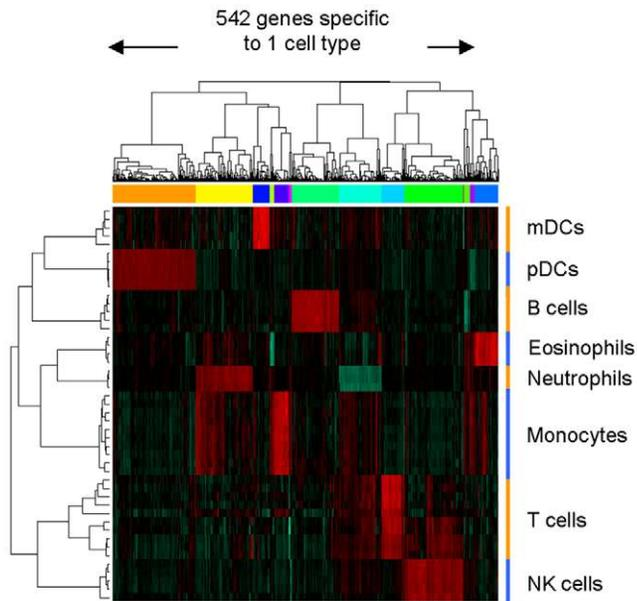 542 genes specific
to 1 cell type
mDCs
pDCs
B cells
Eosinophils
Neutrophils
Monocytes
T cells
NK cells